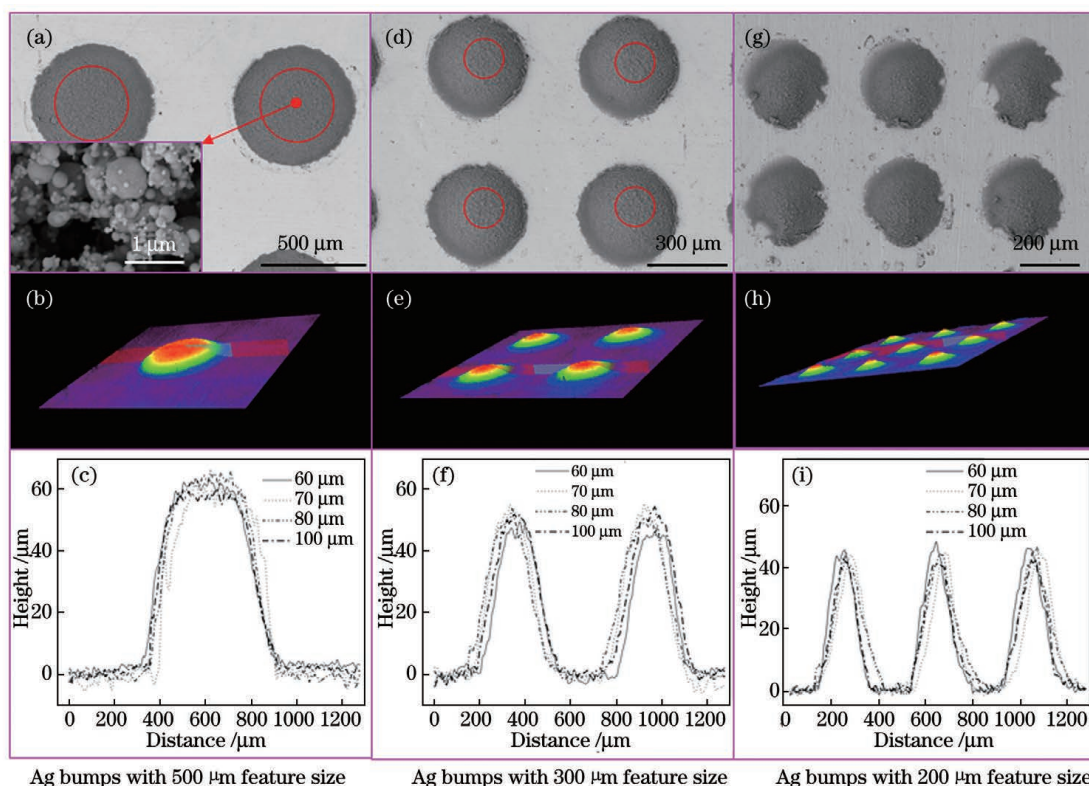 (a)
1 μm
500 μm
(d)
300 μm
(g)
200 μm
(b)
(e)
(h)
(c)
60 μm
70 μm
80 μm
100 μm
Height /μm
60
40
20
0
0 200 400 600 800 1000 1200
Distance /μm
(f)
60 μm
70 μm
80 μm
100 μm
Height /μm
60
40
20
0
0 200 400 600 800 1000 1200
Distance /μm
(i)
60 μm
70 μm
80 μm
100 μm
Height /μm
60
40
20
0
0 200 400 600 800 1000
Distance /μm
Ag bumps with 500 μm feature size
Ag bumps with 300 μm feature size
Ag bumps with 200 μm feature size